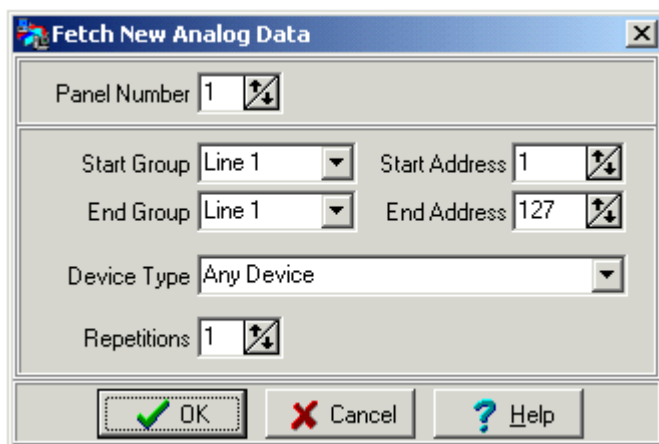 Fetch New Analog Data
Panel Number 1
Start Group Line 1 Start Address 1
End Group Line 1 End Address 127
Device Type Any Device
Repetitions 1
OK Cancel ? Help